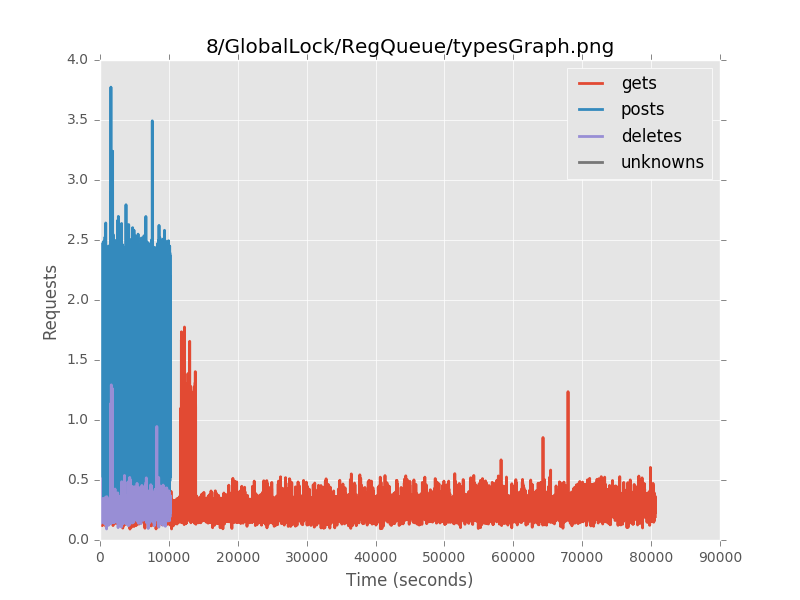 8/GlobalLock/RegQueue/typesGraph.png
4.0
3.5
3.0
2.5
2.0
1.5
1.0
0.5
0.0
Requests
gets
posts
deletes
unknowns
0 10000 20000 30000 40000 50000 60000 70000 80000 90000
Time (seconds)